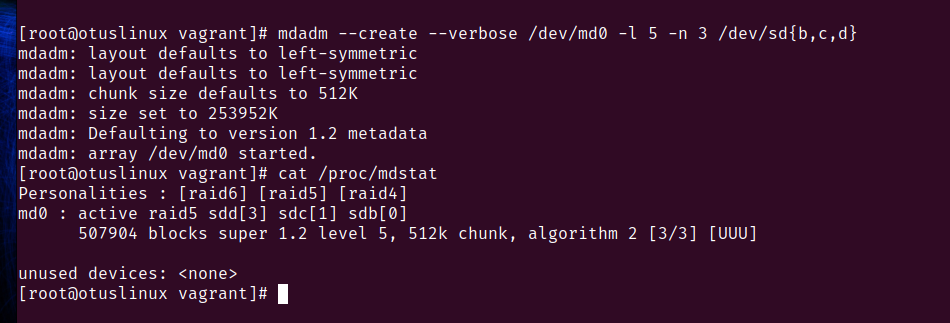 [root@otuslinux vagrant]# mdadm --create --verbose /dev/md0 -l 5 -n 3 /dev/sd{b,c,d}
mdadm: layout defaults to left-symmetric
mdadm: layout defaults to left-symmetric
mdadm: chunk size defaults to 512K
mdadm: size set to 253952K
mdadm: Defaulting to version 1.2 metadata
mdadm: array /dev/md0 started.
[root@otuslinux vagrant]# cat /proc/mdstat
Personalities : [raid6] [raid5] [raid4]
md0 : active raid5 sdd[3] sdc[1] sdb[0]
      507904 blocks super 1.2 level 5, 512k chunk, algorithm 2 [3/3] [UUU]

unused devices: <none>
[root@otuslinux vagrant]#